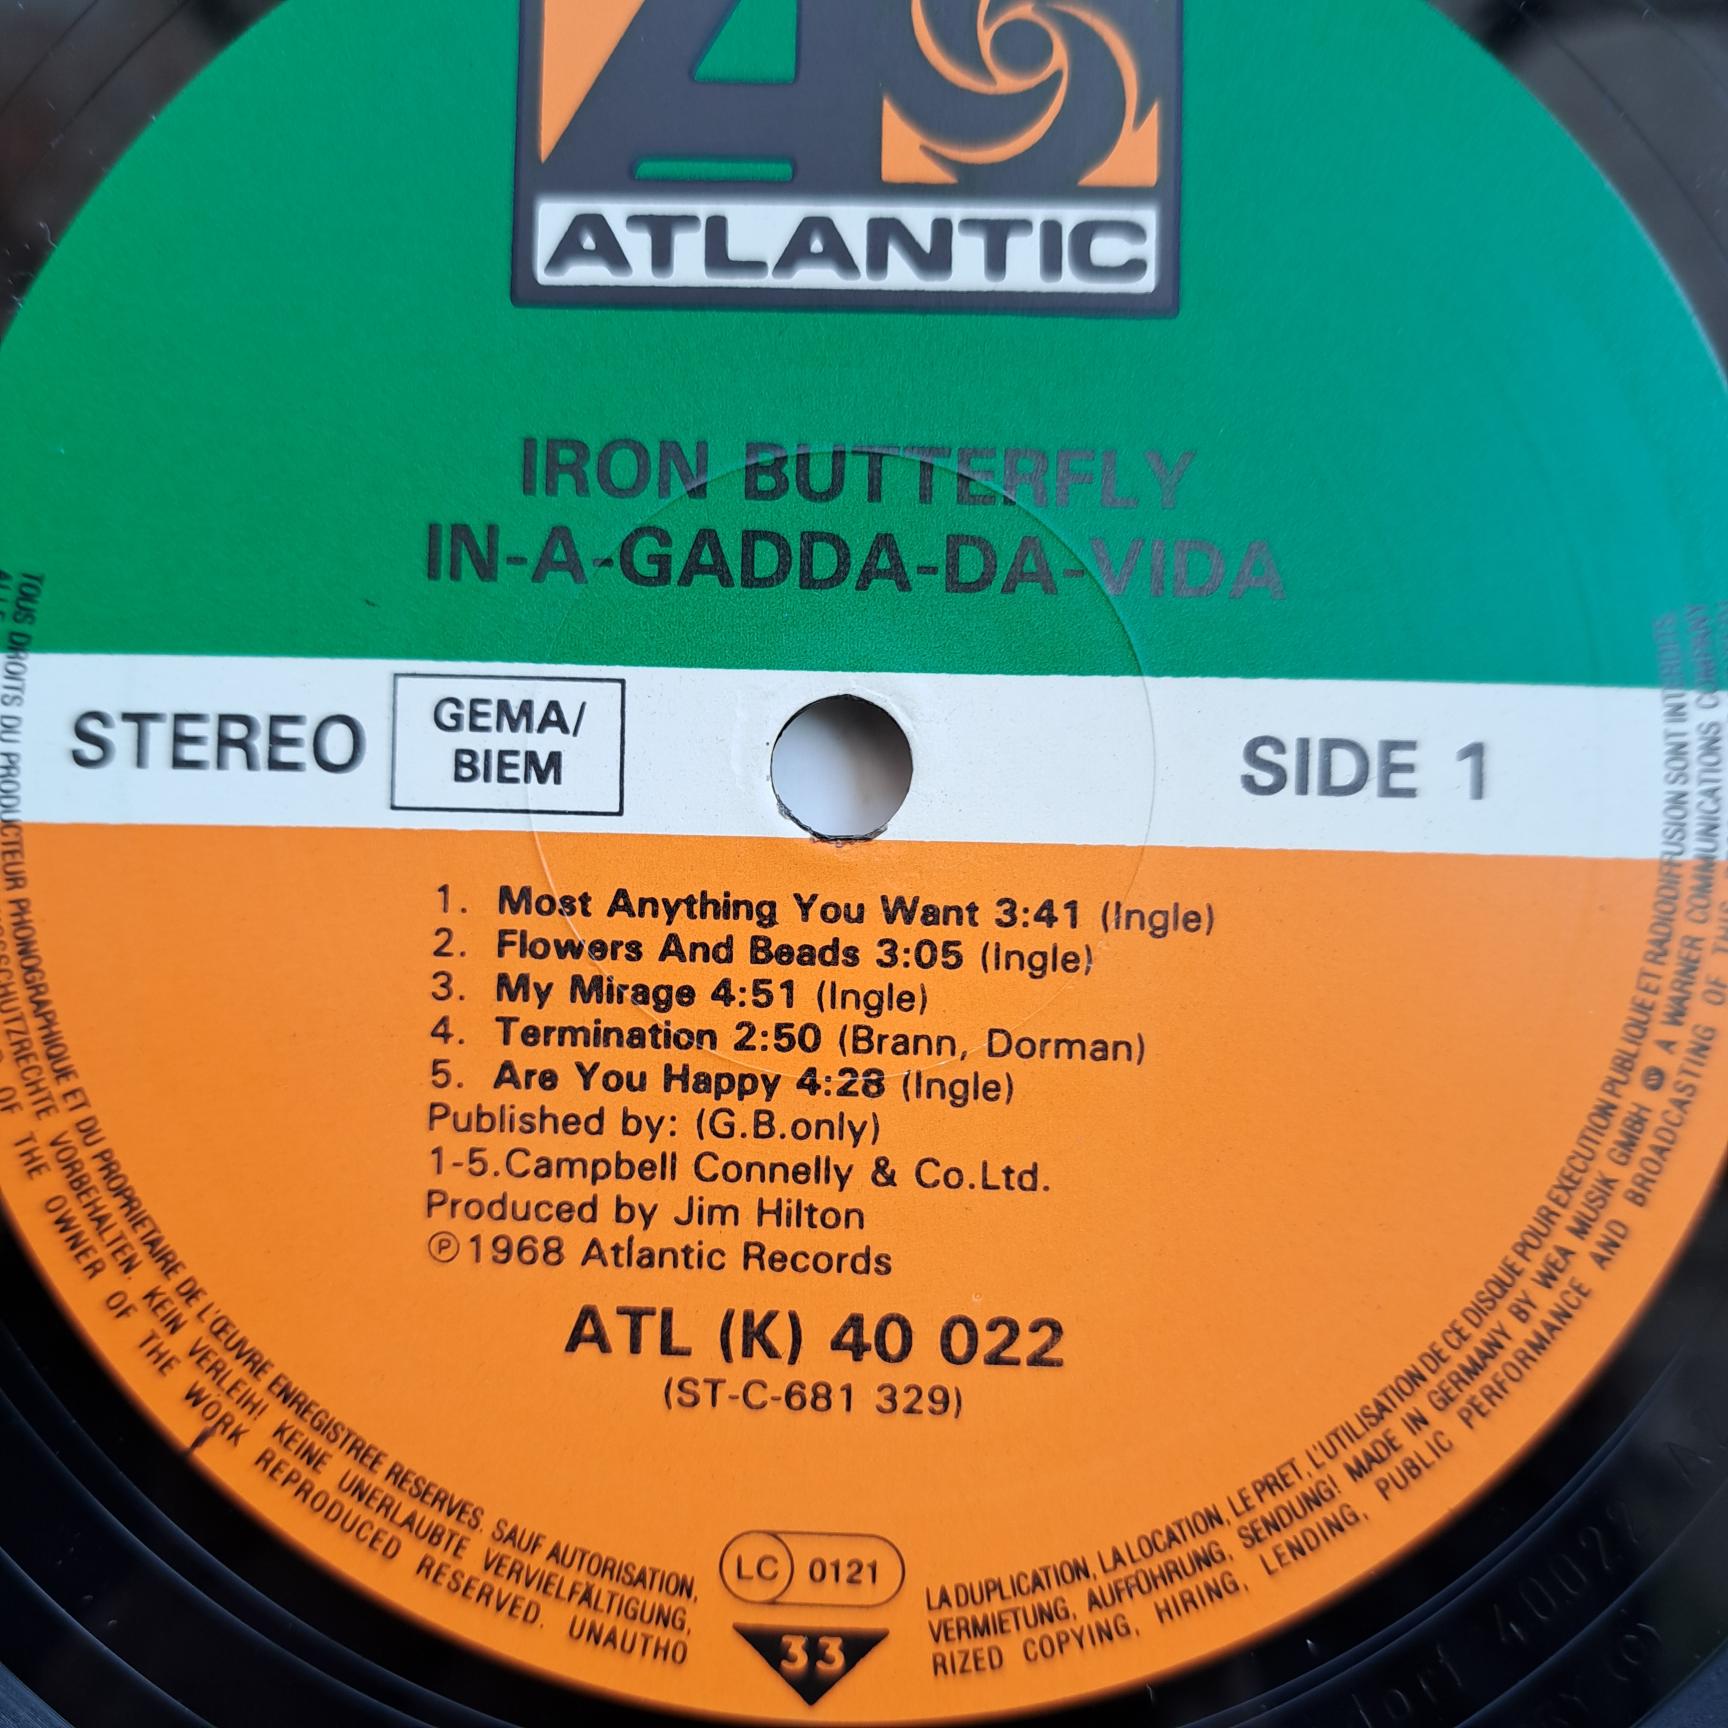 ATLANTIC
IRON BUTTERFLY
IN-A-GADDA-DA-VIDA
STEREO
GEMA/
BIEM
SIDE 1
1. Most Anything You Want 3:41 (Ingle)
2. Flowers And Beads 3:05 (Ingle)
3. My Mirage 4:51 (Ingle)
4. Termination 2:50 (Brann, Dorman)
5. Are You Happy 4:28 (Ingle)
Published by: (G.B.only)
1-5.Campbell Connelly & Co.Ltd.
Produced by Jim Hilton
℗1968 Atlantic Records
ATL (K) 40 022
(ST-C-681 329)
LC 0121
33
TOUS DROITS DU PRODUCTEUR PHONOGRAPHIQUE ET DU PROPRIETAIRE DE L'ŒUVRE ENREGISTREE RESERVES. SAUF AUTORISATION,
LA DUPLICATION, LA LOCATION, LE PRET, L'UTILISATION DE CE DISQUE POUR EXECUTION PUBLIQUE ET RADIODIFFUSION SONT INTERDITS
VORBEHALTEN. KEIN VERLEIH! KEINE UNERLAUBTE VERVIELFÄLTIGUNG,
VERMIETUNG, AUFFÜHRUNG, SENDUNG! MADE IN GERMANY BY WEA MUSIK GMBH A WARNER COMMUNICATIONS COMPANY
OF THE OWNER OF THE WORK REPRODUCED RESERVED. UNAUTHO
RIZED COPYING, HIRING, LENDING, PUBLIC PERFORMANCE AND BROADCASTING OF THIS
40022